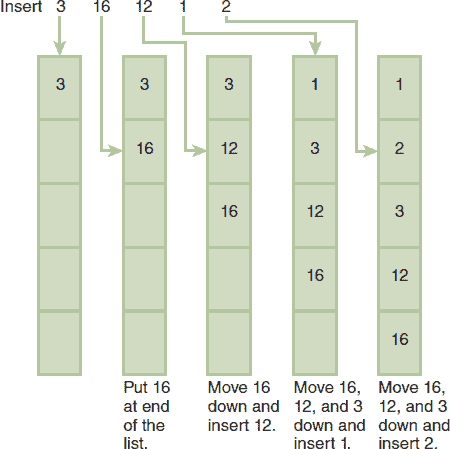 Insert 3 16 12 1 2
3 3 3 1 1
16 12 3 2
16 12 3
16 12
16
Put 16 Move 16 Move 16, Move 16,
at end down and 12, and 3 12, and 3
of the insert 12. down and down and
list. insert 1. insert 2.